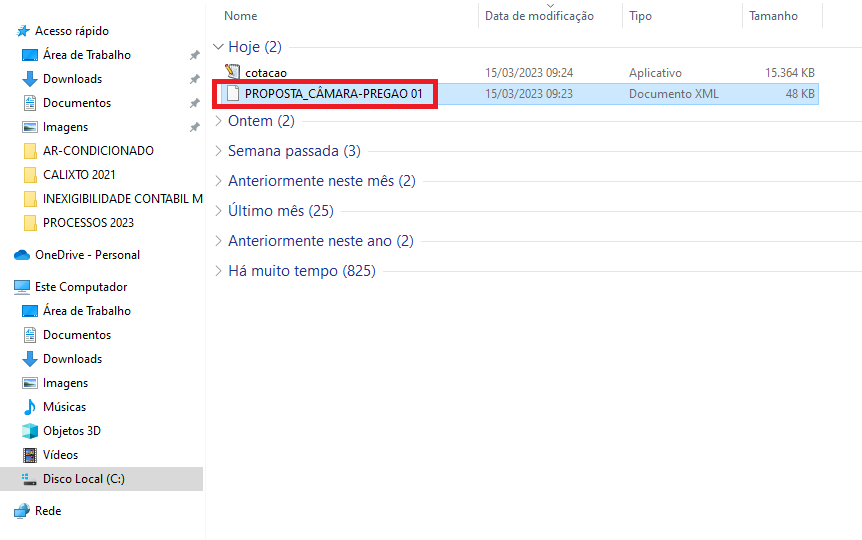 Nome Data de modificação Tipo Tamanho
Acesso rápido
Área de Trabalho
Downloads
Documentos
Imagens
AR-CONDICIONADO
CALIXTO 2021
INEXIGIBILIDADE CONTABIL M
PROCESSOS 2023
OneDrive - Personal
Este Computador
Área de Trabalho
Documentos
Downloads
Imagens
Músicas
Objetos 3D
Vídeos
Disco Local (C:)
Rede
Hoje (2)
cotacao 15/03/2023 09:24 Aplicativo 15.364 KB
PROPOSTA_CÂMARA-PREGAO 01 15/03/2023 09:23 Documento XML 48 KB
Ontem (2)
Semana passada (3)
Anteriormente neste mês (2)
Último mês (25)
Anteriormente neste ano (2)
Há muito tempo (825)